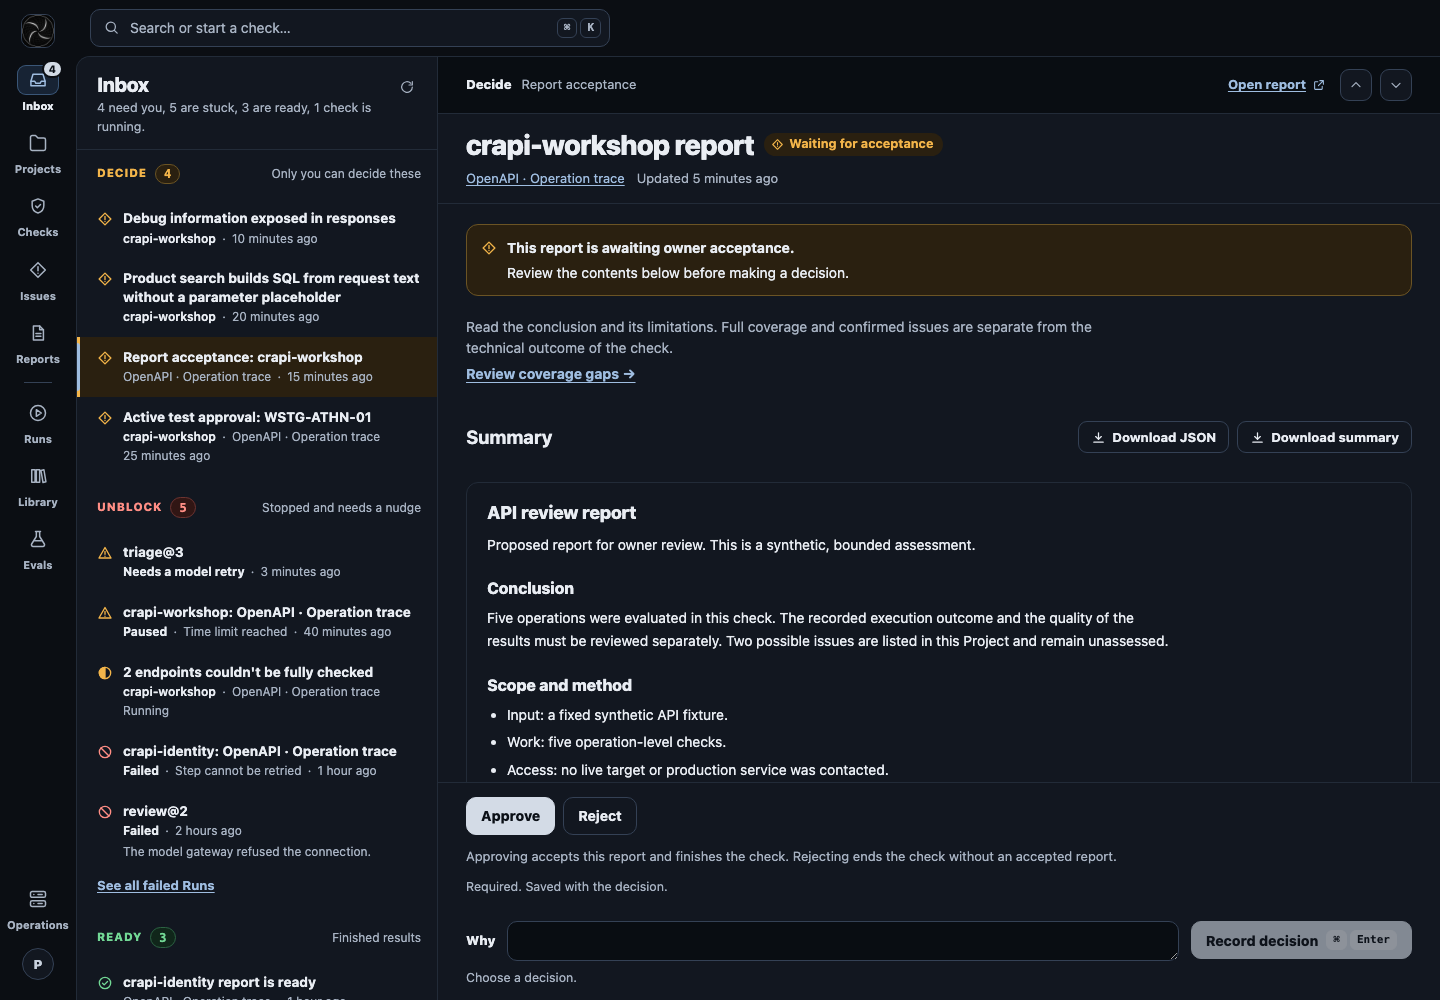 Search or start a check...
⌘ K
4
Inbox
Projects
Checks
Issues
Reports
Runs
Library
Evals
Operations
P
Inbox
4 need you, 5 are stuck, 3 are ready, 1 check is
running.
DECIDE 4 Only you can decide these
Debug information exposed in responses
crapi-workshop · 10 minutes ago
Product search builds SQL from request text
without a parameter placeholder
crapi-workshop · 20 minutes ago
Report acceptance: crapi-workshop
OpenAPI · Operation trace · 15 minutes ago
Active test approval: WSTG-ATHN-01
crapi-workshop · OpenAPI · Operation trace
25 minutes ago
UNBLOCK 5 Stopped and needs a nudge
triage@3
Needs a model retry · 3 minutes ago
crapi-workshop: OpenAPI · Operation trace
Paused · Time limit reached · 40 minutes ago
2 endpoints couldn't be fully checked
crapi-workshop · OpenAPI · Operation trace
Running
crapi-identity: OpenAPI · Operation trace
Failed · Step cannot be retried · 1 hour ago
review@2
Failed · 2 hours ago
The model gateway refused the connection.
See all failed Runs
READY 3 Finished results
crapi-identity report is ready
OpenAPI · Operation trace · 1 hour ago
Decide Report acceptance
Open report
crapi-workshop report Waiting for acceptance
OpenAPI · Operation trace Updated 5 minutes ago
This report is awaiting owner acceptance.
Review the contents below before making a decision.
Read the conclusion and its limitations. Full coverage and confirmed issues are separate from the
technical outcome of the check.
Review coverage gaps →
Summary
Download JSON
Download summary
API review report
Proposed report for owner review. This is a synthetic, bounded assessment.
Conclusion
Five operations were evaluated in this check. The recorded execution outcome and the quality of the
results must be reviewed separately. Two possible issues are listed in this Project and remain unassessed.
Scope and method
• Input: a fixed synthetic API fixture.
• Work: five operation-level checks.
• Access: no live target or production service was contacted.
Approve
Reject
Approving accepts this report and finishes the check. Rejecting ends the check without an accepted report.
Required. Saved with the decision.
Why
Record decision ⌘ Enter
Choose a decision.